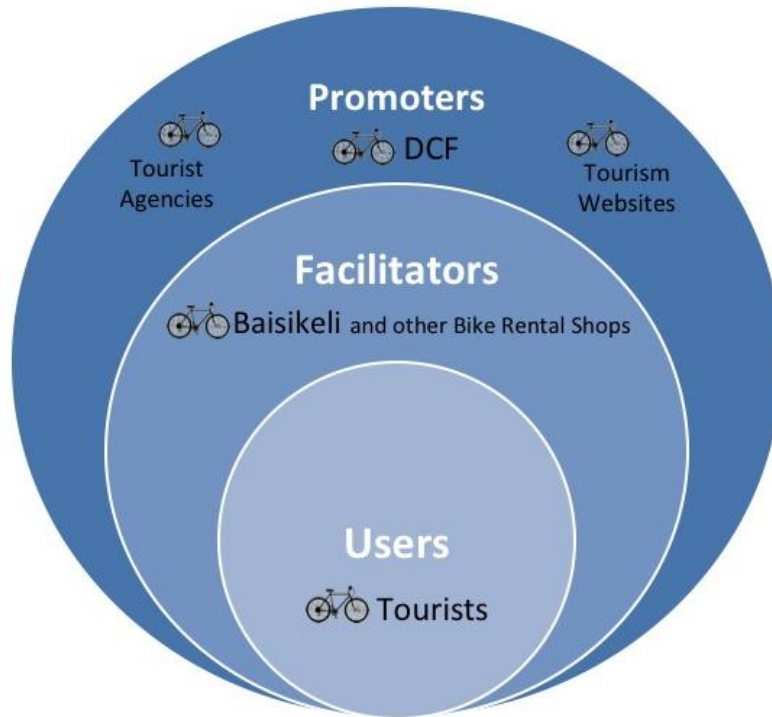 Promoters
Tourist
Agencies
DCF
Tourism
Websites
Facilitators
Baisikeli and other Bike Rental Shops
Users
Tourists